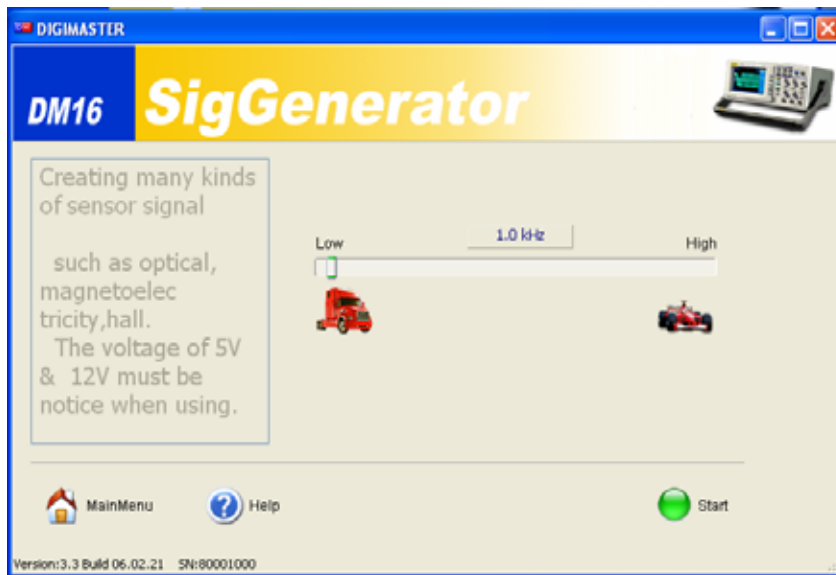 DIGIMASTER
DM16 SigGenerator
Creating many kinds
of sensor signal
such as optical,
magnetoelec
tricity,hall.
The voltage of 5V
& 12V must be
notice when using.
1.0 kHz
Low High
MainMenu Help Start
Version:3.3 Build 06.02.21 SN:80001000